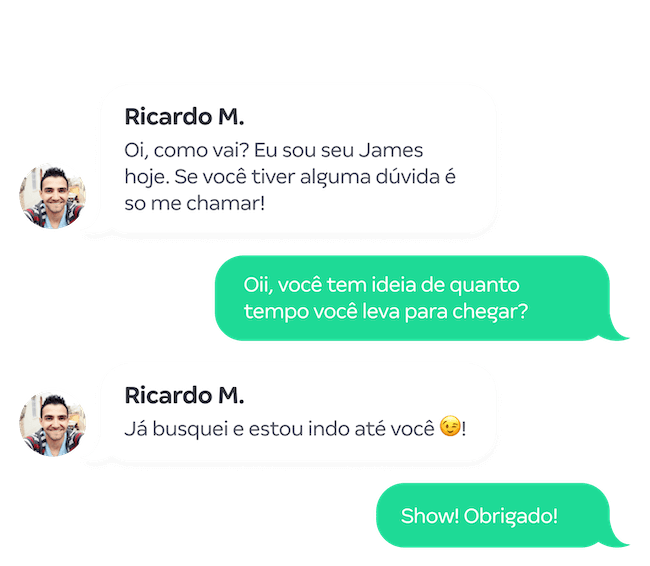 Ricardo M.
Oi, como vai? Eu sou seu James
hoje. Se você tiver alguma dúvida é
so me chamar!
Oii, você tem ideia de quanto
tempo você leva para chegar?
Ricardo M.
Já busquei e estou indo até você 😉!
Show! Obrigado!